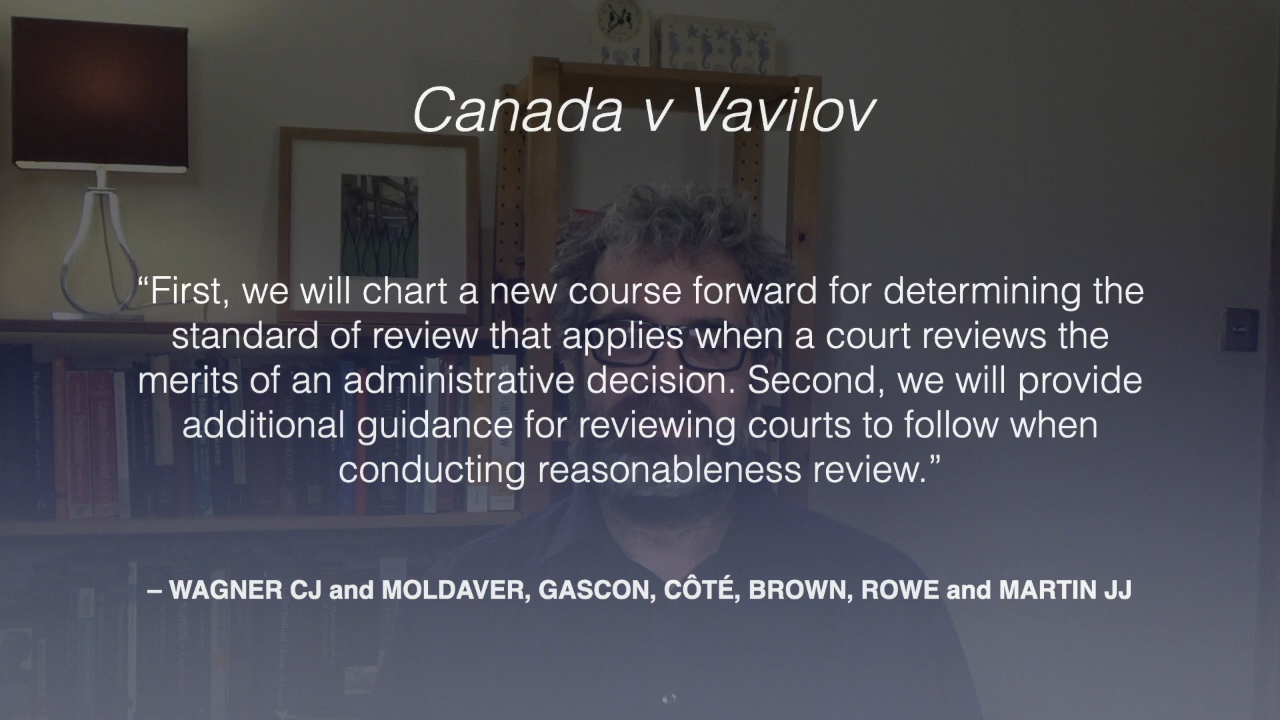 Canada v Vavilov
“First, we will chart a new course forward for determining the
standard of review that applies when a court reviews the
merits of an administrative decision. Second, we will provide
additional guidance for reviewing courts to follow when
conducting reasonableness review.”
– WAGNER CJ and MOLDAVER, GASCON, CÔTÉ, BROWN, ROWE and MARTIN JJ